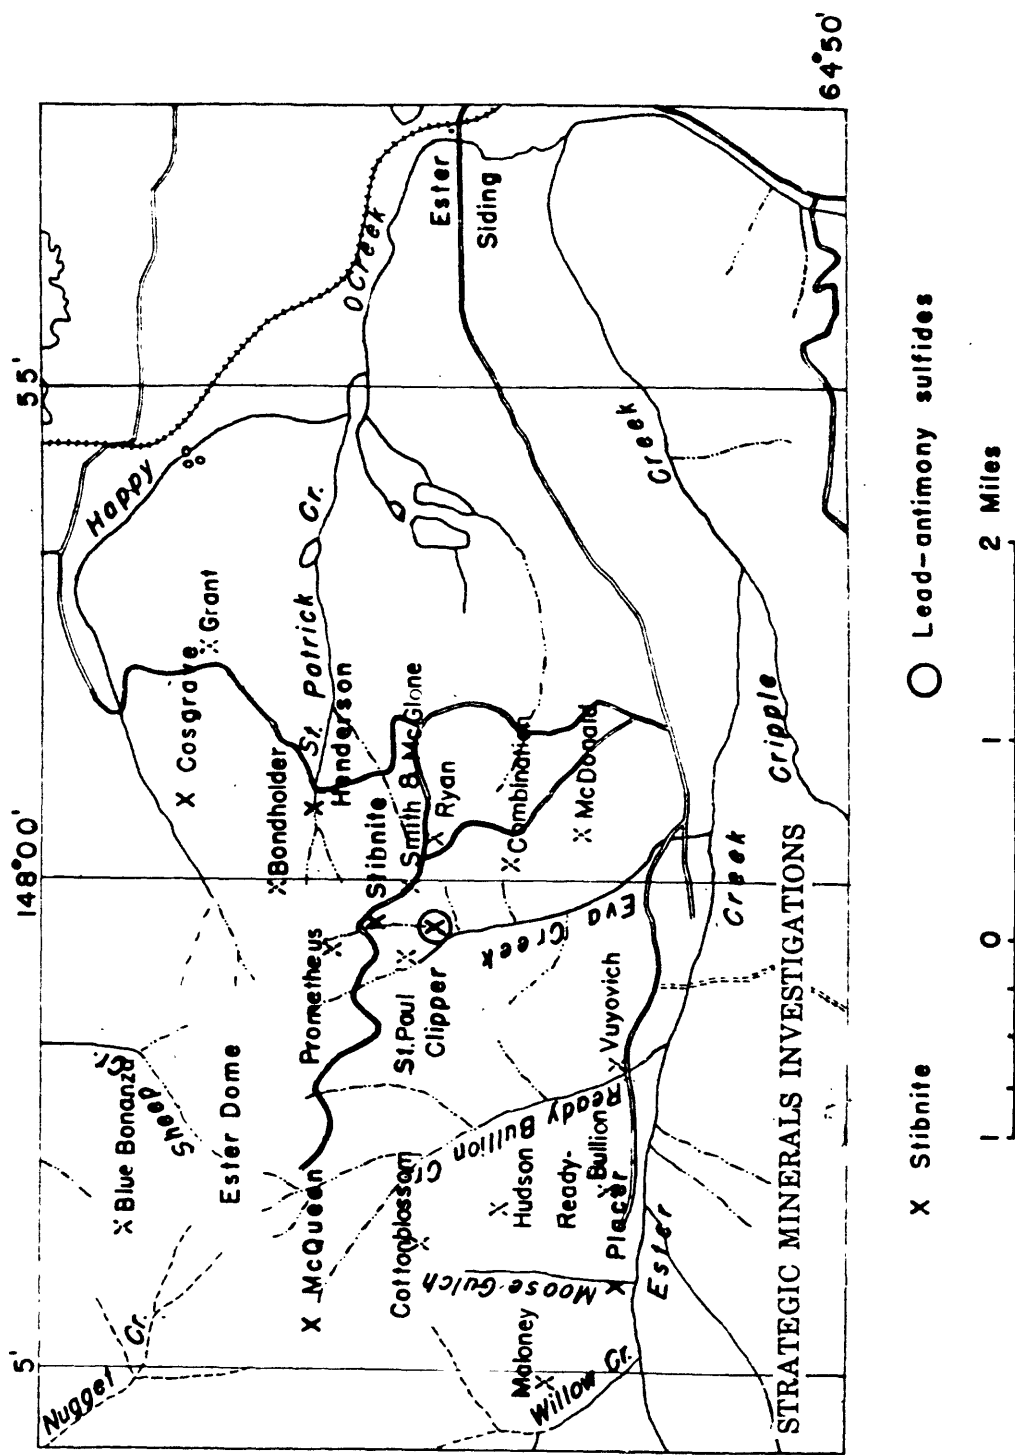 5'
148°00'
55'
64°50'
Nugget
Cr.
Blue Bonanza
Sheep
Cr.
Ester Dome
Happy
Cosgrave
Grant
Bondholder
McQueen
Prometheus
St. Patrick
Cr.
Henderson
O'Creek
Stibnite
Smith & McGlone
Cottonblossom
St. Paul
Clipper
Ryan
Ester
Siding
Cr.
Ready Bullion
Hudson
Creek
Eva
Combination
McDonald
Ready-
Bullion
Vuyovich
Moose Gulch
Placer
Maloney
Willow Cr.
Ester
Creek
Cripple
Creek
STRATEGIC MINERALS INVESTIGATIONS
X Stibnite
Lead-antimony sulfides
1
0
1
2 Miles